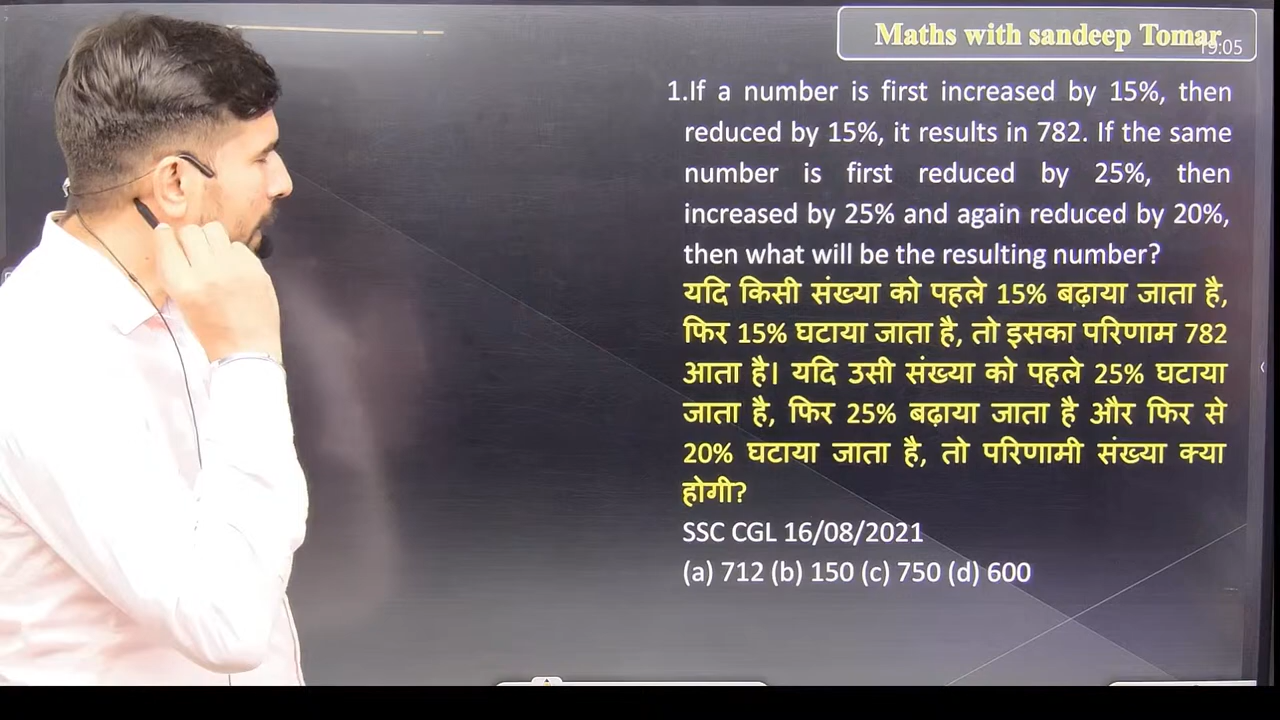 Maths with sandeep Tomar
19:05
1.If a number is first increased by 15%, then
reduced by 15%, it results in 782. If the same
number is first reduced by 25%, then
increased by 25% and again reduced by 20%,
then what will be the resulting number?
यदि किसी संख्या को पहले 15% बढ़ाया जाता है,
फिर 15% घटाया जाता है, तो इसका परिणाम 782
आता है। यदि उसी संख्या को पहले 25% घटाया
जाता है, फिर 25% बढ़ाया जाता है और फिर से
20% घटाया जाता है, तो परिणामी संख्या क्या
होगी?
SSC CGL 16/08/2021
(a) 712 (b) 150 (c) 750 (d) 600